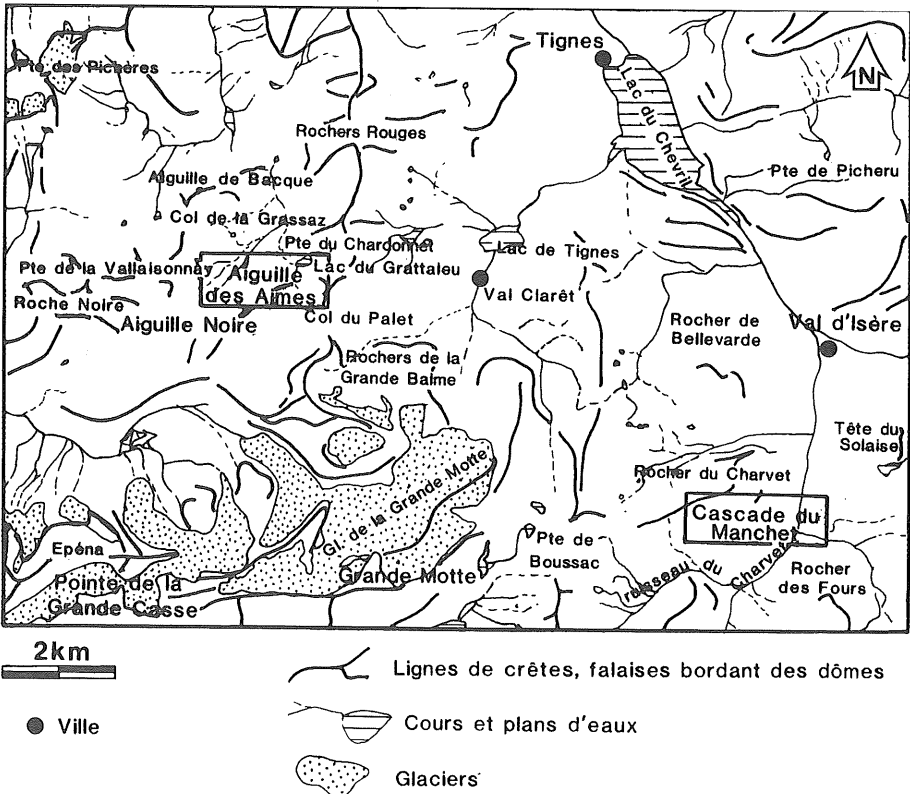 Tignes
N
Pte des Pichères
Lac du Chevril
Rochers Rouges
Pte de Picheru
Aiguille de Bacque
Col de la Grassaz
Pte du Chardonnet
Lac de Tignes
Pte de la Vallaisonnay
Aiguille
des Aimes
Lac du Grattaleu
Val Clarêt
Roche Noire
Aiguille Noire
Col du Palet
Rocher de
Bellevarde
Val d'Isère
Rochers de la
Grande Balme
Tête du
Solaise
Rocher du Charvet
Gl. de la Grande Motte
Cascade du
Manchet
Epéna
Pte de
Boussac
Pointe de la
Grande Casse
Grande Motte
ruisseau du Charvet
Rocher
des Fours
2km
Lignes de crêtes, falaises bordant des dômes
Ville
Cours et plans d'eaux
Glaciers